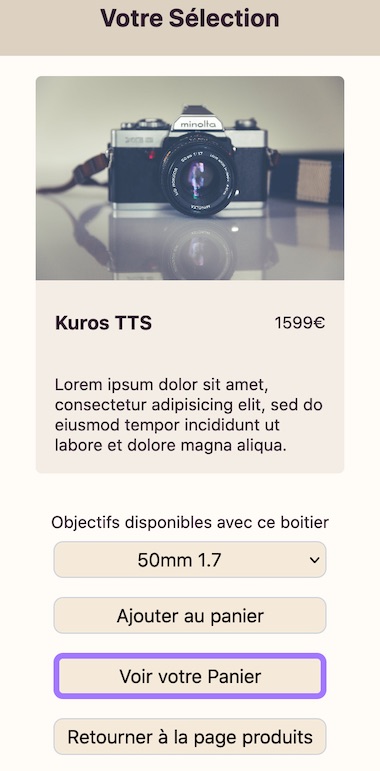 Votre Sélection
minolta
Kuros TTS
1599€
Lorem ipsum dolor sit amet,
consectetur adipisicing elit, sed do
eiusmod tempor incididunt ut
labore et dolore magna aliqua.
Objectifs disponibles avec ce boitier
50mm 1.7
Ajouter au panier
Voir votre Panier
Retourner à la page produits